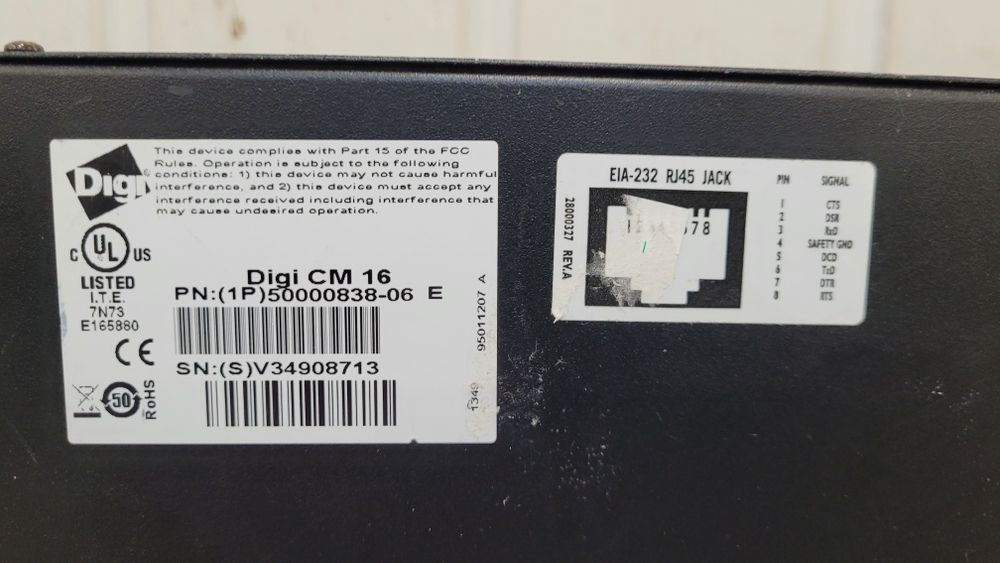 Digi
This device complies with Part 15 of the FCC
Rules. Operation is subject to the following
conditions: 1) this device may not cause harmful
interference, and 2) this device must accept any
interference received including interference that
may cause undesired operation.
C UL US
LISTED
I.T.E.
7N73
E165880
CE
50
RoHS
Digi CM 16
PN:(1P)50000838-06 E
SN:(S)V34908713
95011207 A
1349
EIA-232 RJ45 JACK
28000327 REV.A
1
7 8
PIN SIGNAL
1 CTS
2 DSR
3 RxD
4 SAFETY GND
5 DCD
6 TxD
7 DTR
8 RTS